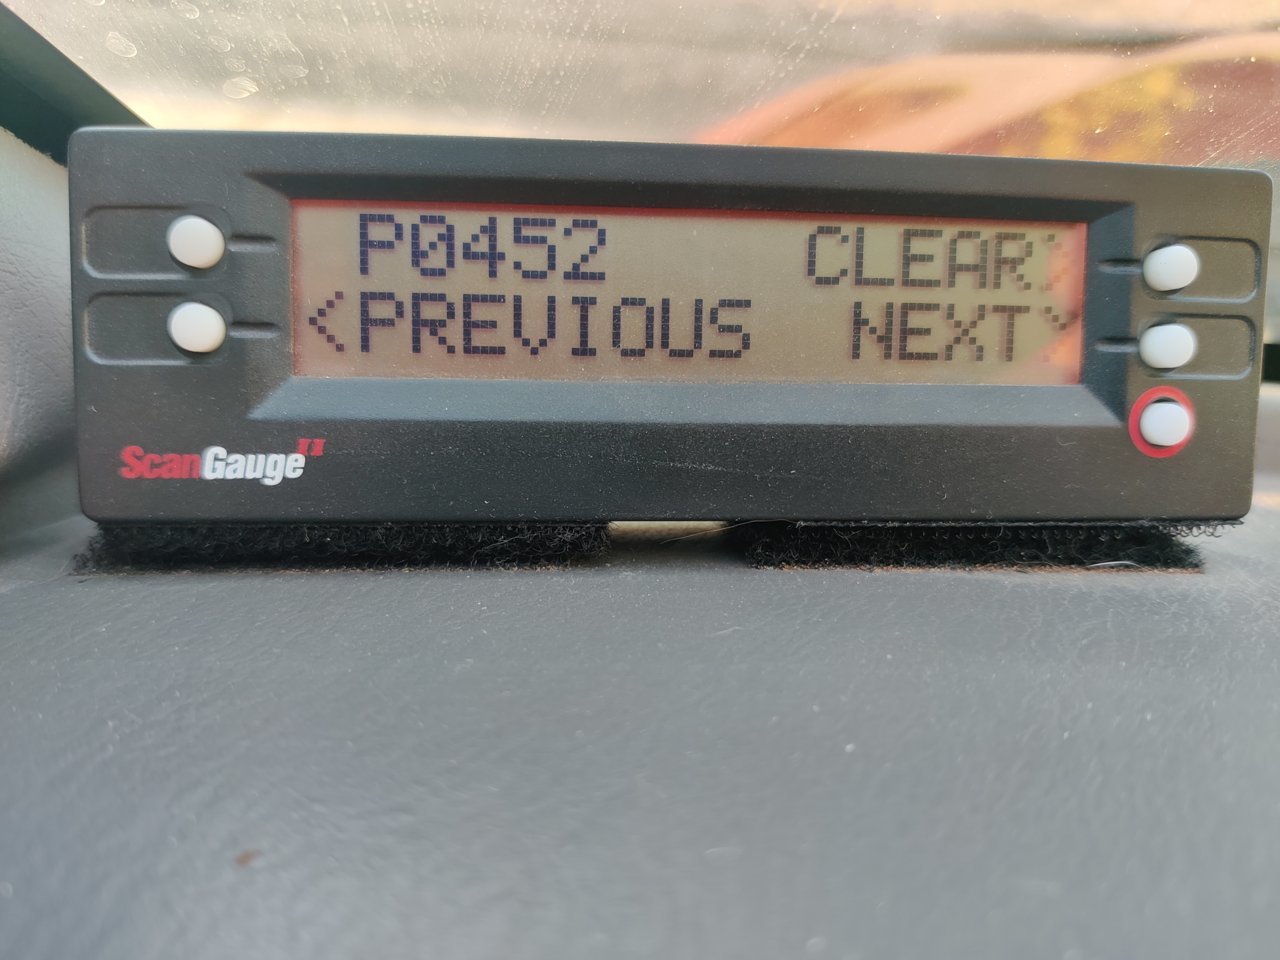 P0452 CLEAR>
<PREVIOUS NEXT>
ScanGauge II